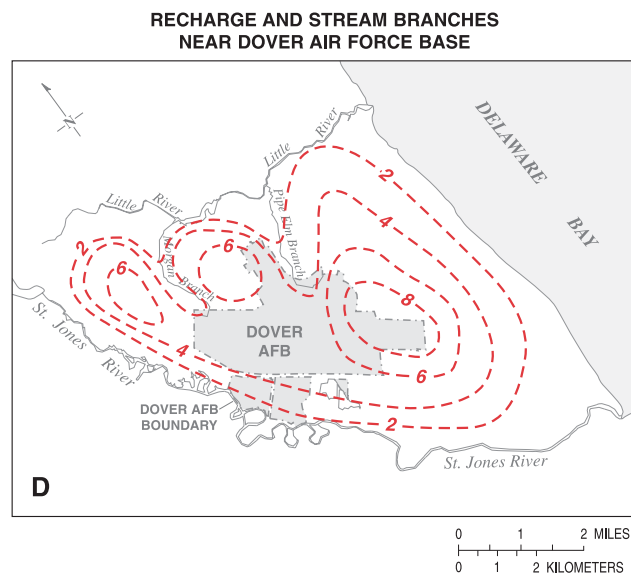 RECHARGE AND STREAM BRANCHES
NEAR DOVER AIR FORCE BASE
N
DELAWARE
BAY
Little River
2
Little River
Pipe Elm Branch
4
2
6
6
Morgan Branch
8
DOVER
AFB
St. Jones River
4
6
DOVER AFB
BOUNDARY
2
St. Jones River
D
0 1 2 MILES
0 1 2 KILOMETERS